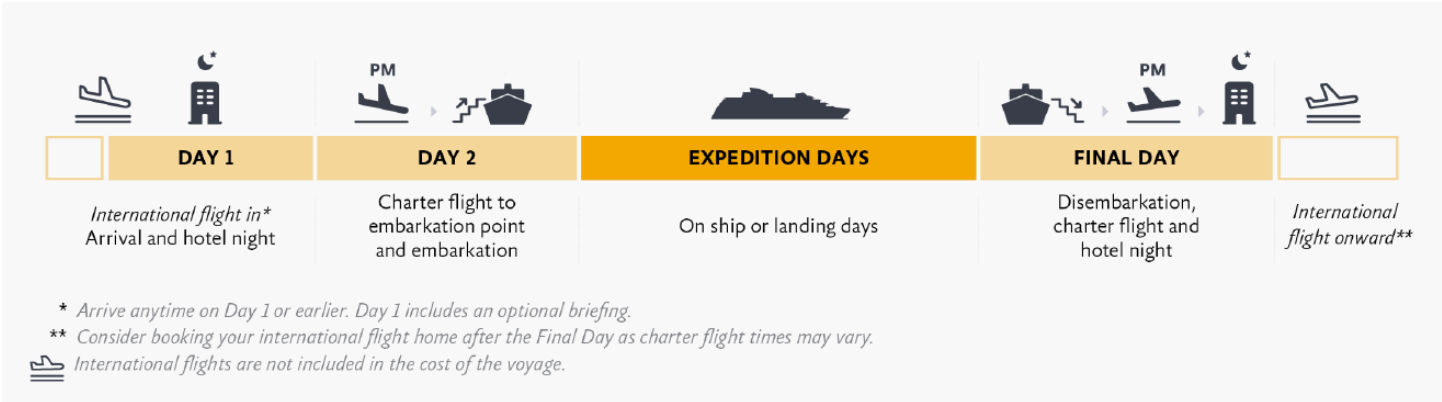 PM
PM
DAY 1
DAY 2
EXPEDITION DAYS
FINAL DAY
International flight in*
Arrival and hotel night
Charter flight to
embarkation point
and embarkation
On ship or landing days
Disembarkation,
charter flight and
hotel night
International
flight onward**
* Arrive anytime on Day 1 or earlier. Day 1 includes an optional briefing.
** Consider booking your international flight home after the Final Day as charter flight times may vary.
International flights are not included in the cost of the voyage.